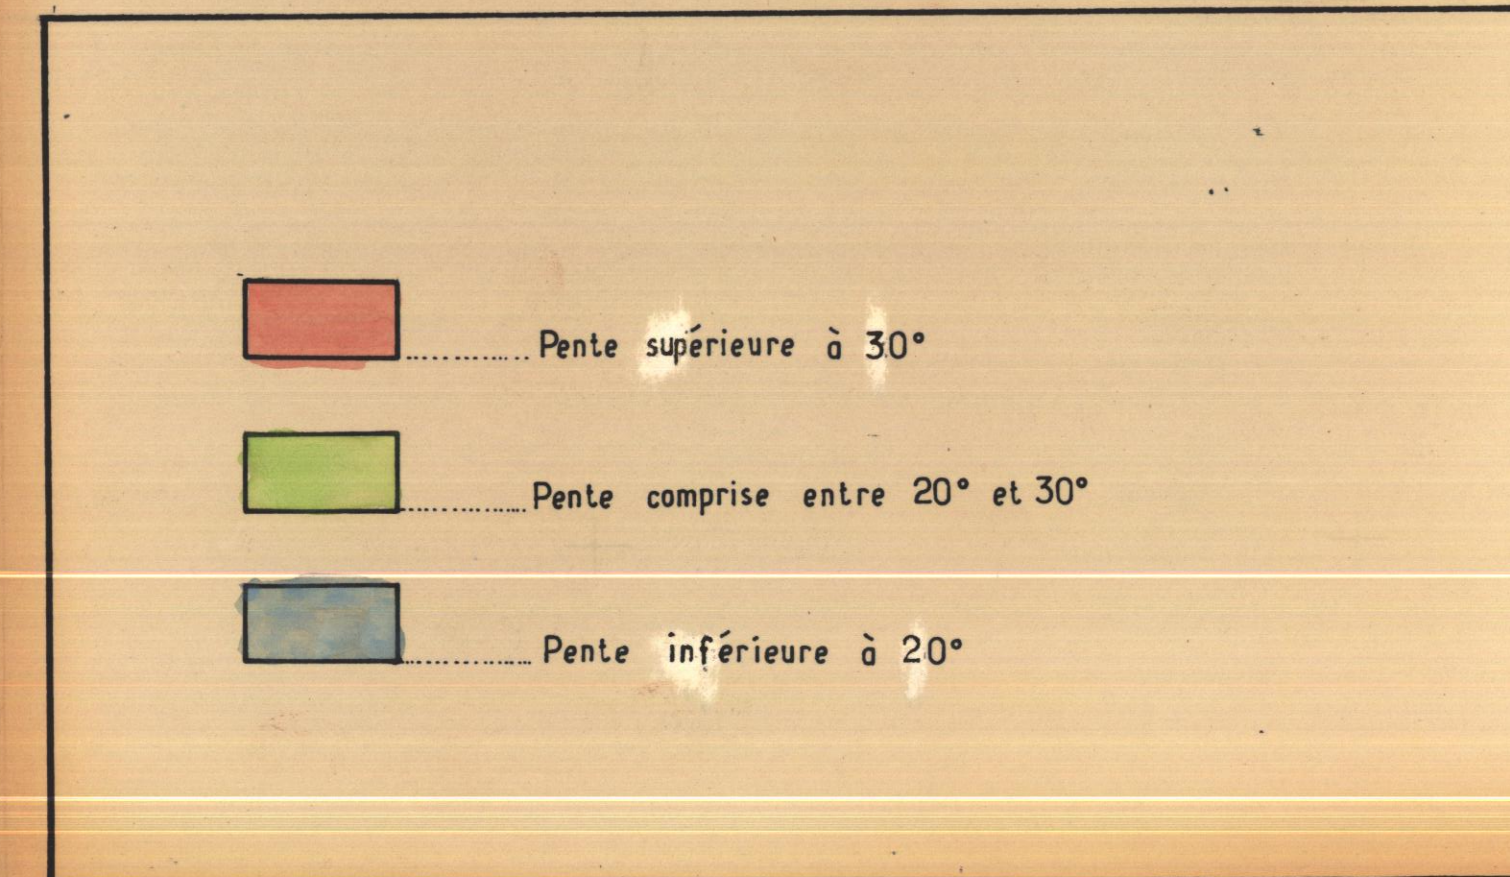 Pente supérieure à 30°
Pente comprise entre 20° et 30°
Pente inférieure à 20°